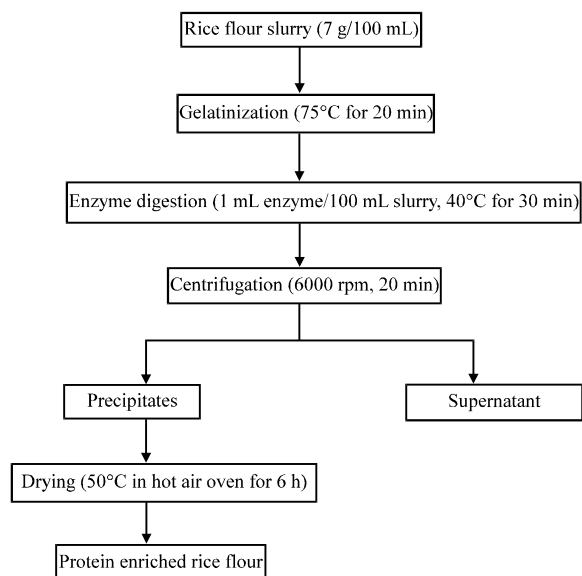 Rice flour slurry (7 g/100 mL)
Gelatinization (75°C for 20 min)
Enzyme digestion (1 mL enzyme/100 mL slurry, 40°C for 30 min)
Centrifugation (6000 rpm, 20 min)
Precipitates
Supernatant
Drying (50°C in hot air oven for 6 h)
Protein enriched rice flour